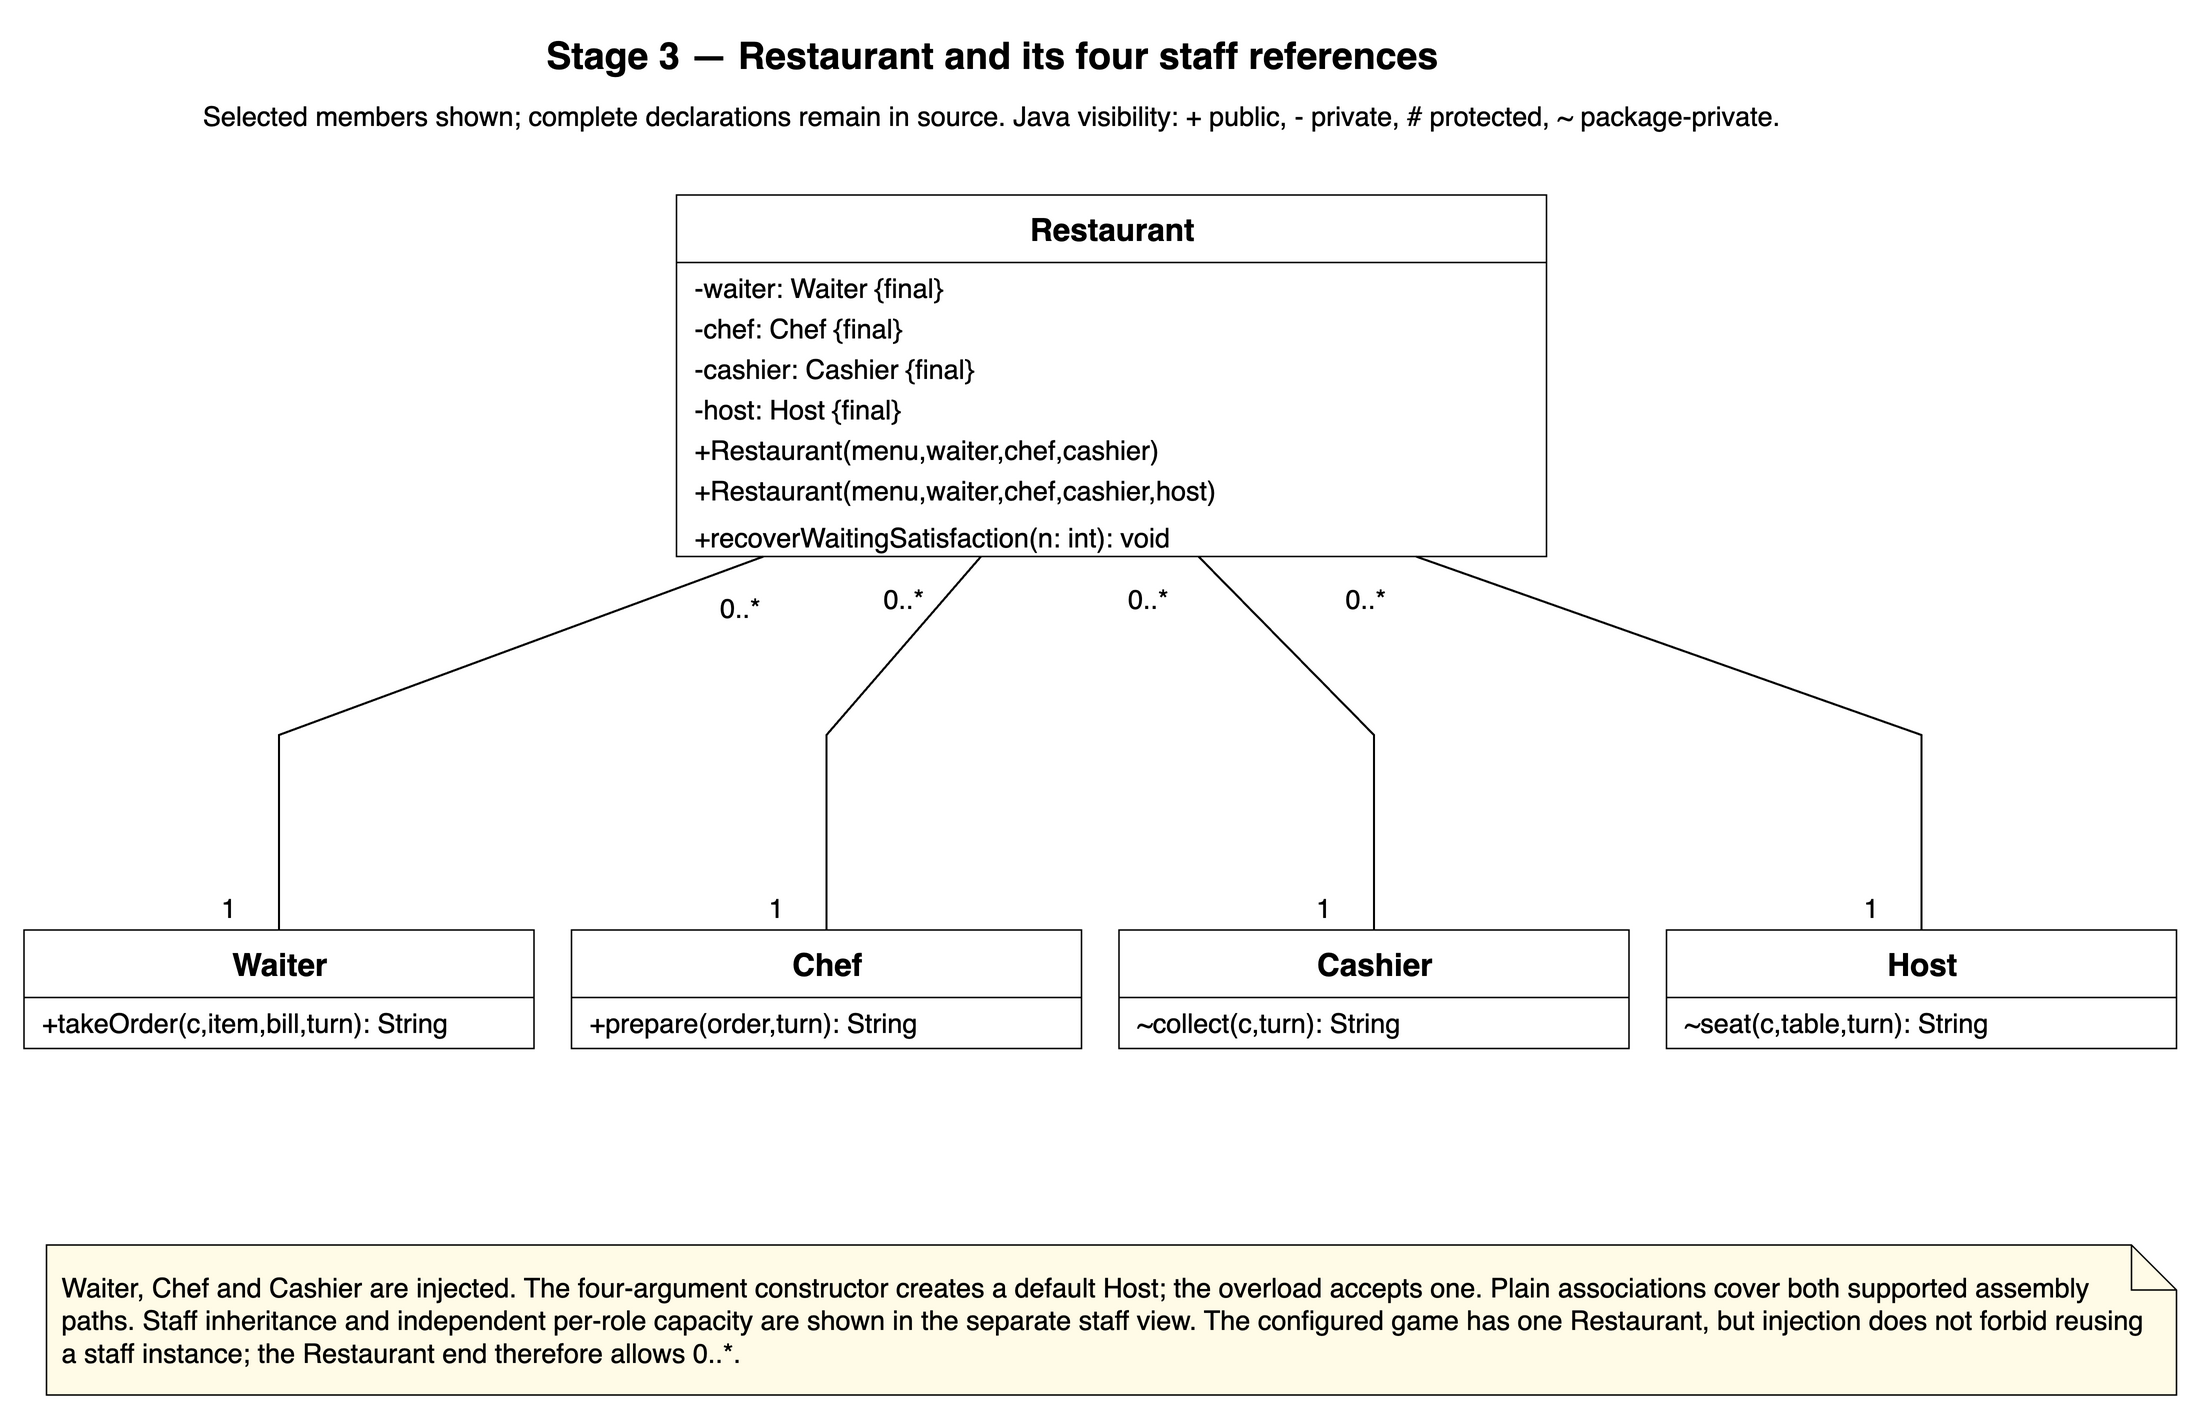 Stage 3 — Restaurant and its four staff references
Selected members shown; complete declarations remain in source. Java visibility: + public, - private, # protected, ~ package-private.
Restaurant
-waiter: Waiter {final}
-chef: Chef {final}
-cashier: Cashier {final}
-host: Host {final}
+Restaurant(menu,waiter,chef,cashier)
+Restaurant(menu,waiter,chef,cashier,host)
+recoverWaitingSatisfaction(n: int): void
0..* 0..* 0..* 0..*
1 1 1 1
Waiter
+takeOrder(c,item,bill,turn): String
Chef
+prepare(order,turn): String
Cashier
~collect(c,turn): String
Host
~seat(c,table,turn): String
Waiter, Chef and Cashier are injected. The four-argument constructor creates a default Host; the overload accepts one. Plain associations cover both supported assembly
paths. Staff inheritance and independent per-role capacity are shown in the separate staff view. The configured game has one Restaurant, but injection does not forbid reusing
a staff instance; the Restaurant end therefore allows 0..*.